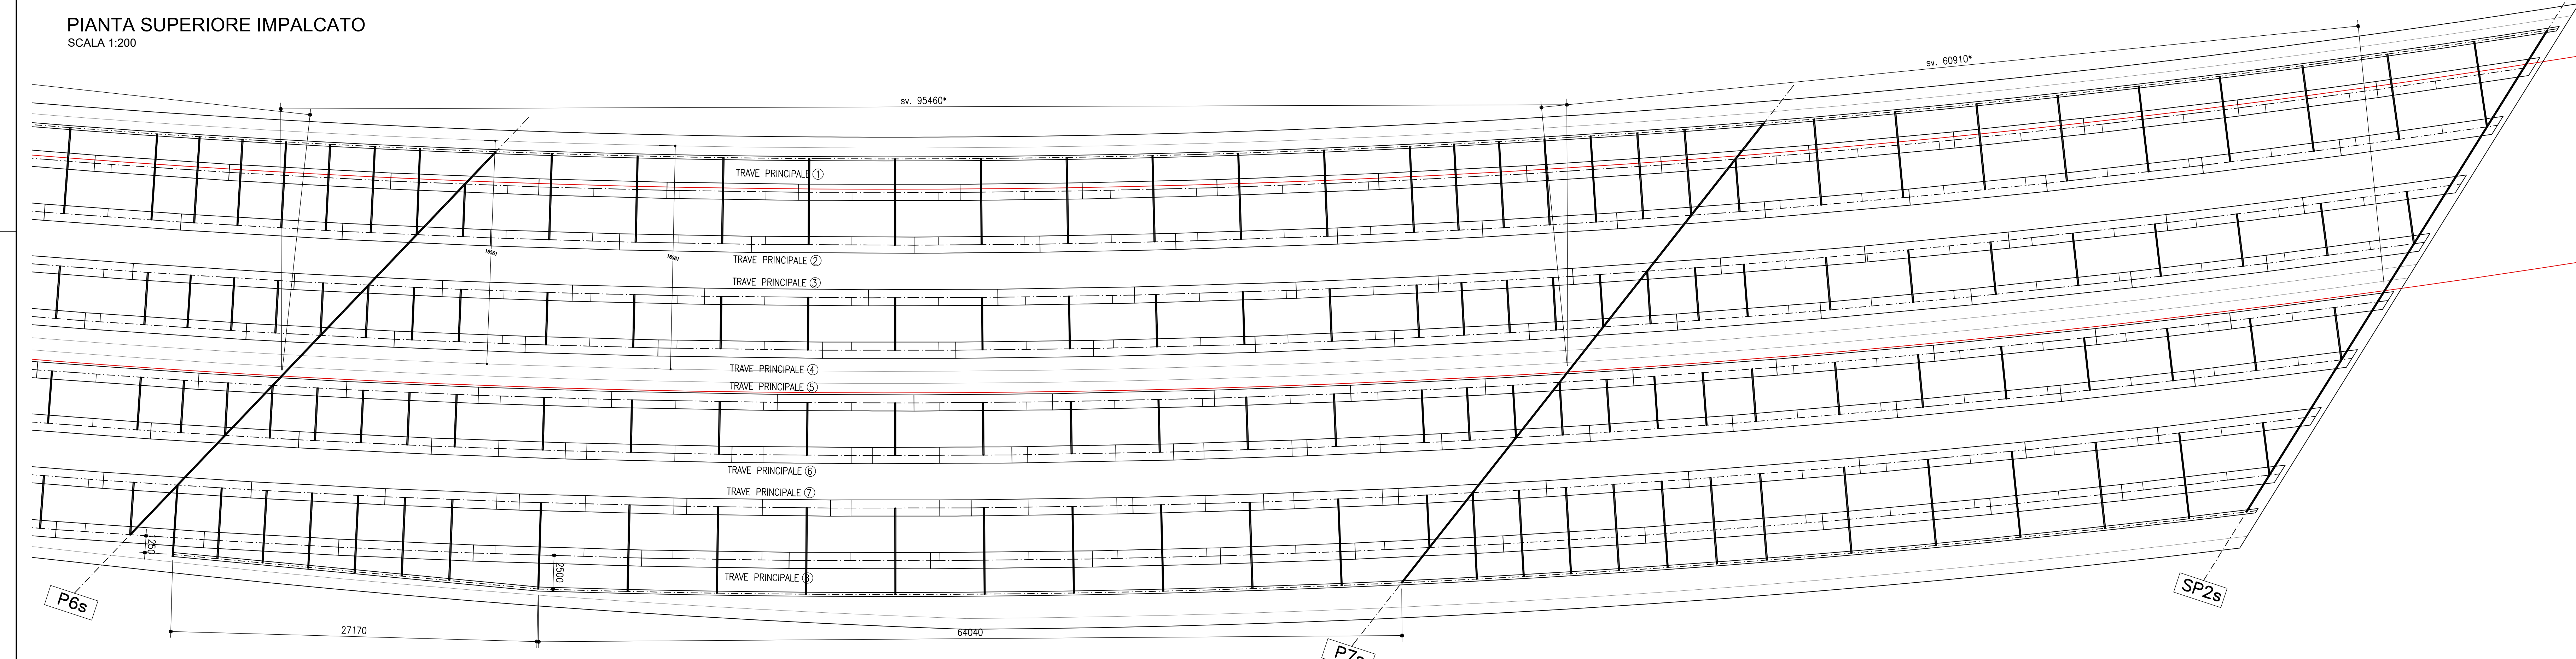 PIANTA SUPERIORE IMPALCATO
SCALA 1:200
sv. 95460*
sv. 60910*
TRAVE PRINCIPALE 1
TRAVE PRINCIPALE 2
TRAVE PRINCIPALE 3
TRAVE PRINCIPALE 4
TRAVE PRINCIPALE 5
TRAVE PRINCIPALE 6
TRAVE PRINCIPALE 7
TRAVE PRINCIPALE 8
2500
27170
64040
P6s
SP2s